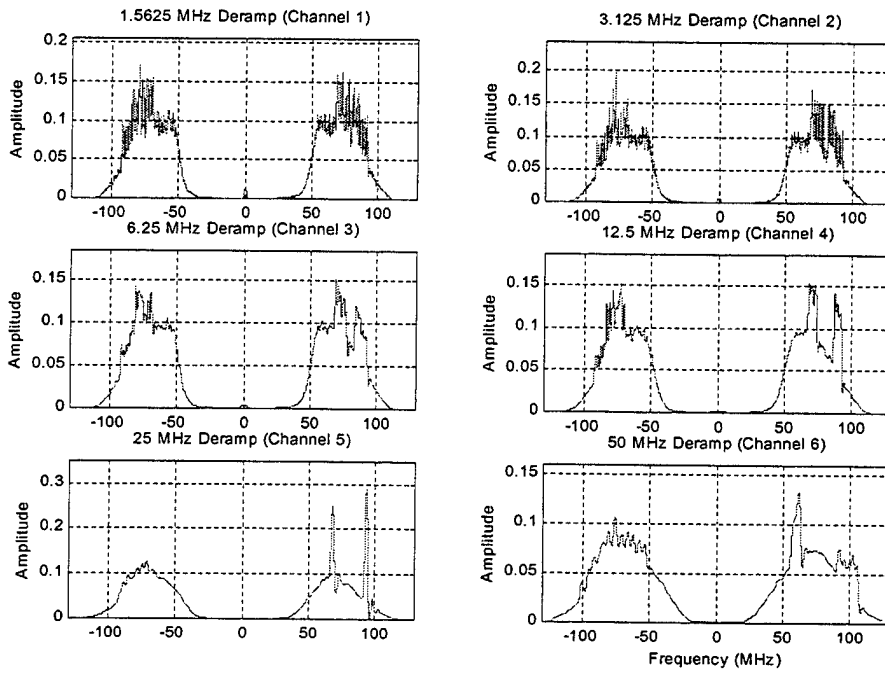 1.5625 MHz Deramp (Channel 1)
0.2
0.15
0.1
0.05
0
Amplitude
-100 -50 0 50 100
3.125 MHz Deramp (Channel 2)
0.2
0.15
0.1
0.05
0
Amplitude
-100 -50 0 50 100
6.25 MHz Deramp (Channel 3)
0.15
0.1
0.05
0
Amplitude
-100 -50 0 50 100
12.5 MHz Deramp (Channel 4)
0.15
0.1
0.05
0
Amplitude
-100 -50 0 50 100
25 MHz Deramp (Channel 5)
0.3
0.2
0.1
0
Amplitude
-100 -50 0 50 100
50 MHz Deramp (Channel 6)
0.15
0.1
0.05
0
Amplitude
-100 -50 0 50 100
Frequency (MHz)